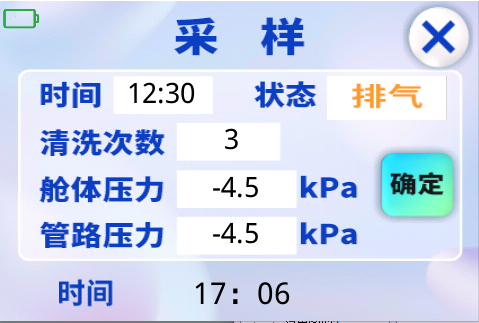 采 样
时间 12:30 状态 排气
清洗次数 3
舱体压力 -4.5 kPa
确定
管路压力 -4.5 kPa
时间 17：06